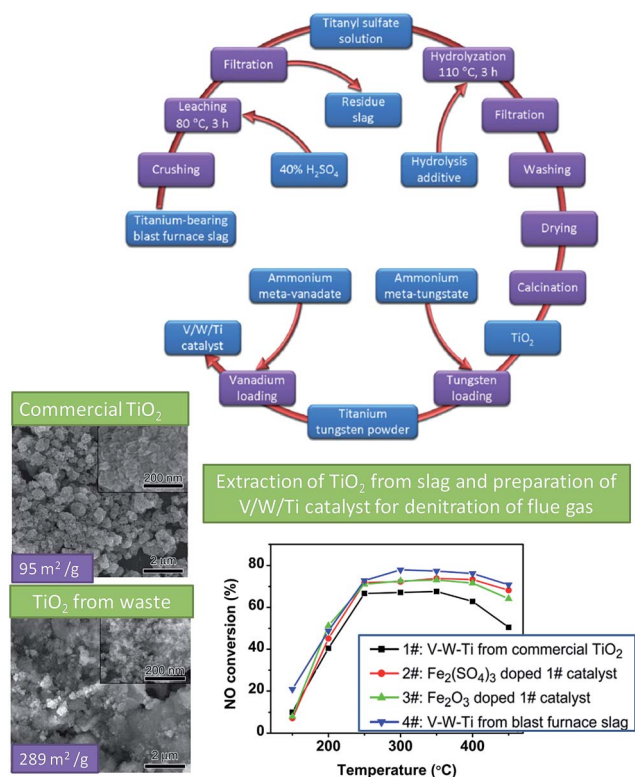 Titanyl sulfate
solution
Filtration
Residue
slag
Leaching
80 °C, 3 h
40% H₂SO₄
Crushing
Titanium-bearing
blast furnace slag
Hydrolyzation
110 °C, 3 h
Hydrolysis
additive
Filtration
Washing
Drying
Calcination
TiO₂
Ammonium
meta-tungstate
Tungsten
loading
Titanium
tungsten powder
Ammonium
meta-vanadate
Vanadium
loading
V/W/Ti
catalyst
Commercial TiO₂
200 nm
2 µm
95 m²/g
TiO₂ from waste
200 nm
2 µm
289 m²/g
Extraction of TiO₂ from slag and preparation of
V/W/Ti catalyst for denitration of flue gas
NO conversion (%)
80
60
40
20
0
200
300
400
Temperature (°C)
1#: V-W-Ti from commercial TiO₂
2#: Fe₂(SO₄)₃ doped 1# catalyst
3#: Fe₂O₃ doped 1# catalyst
4#: V-W-Ti from blast furnace slag